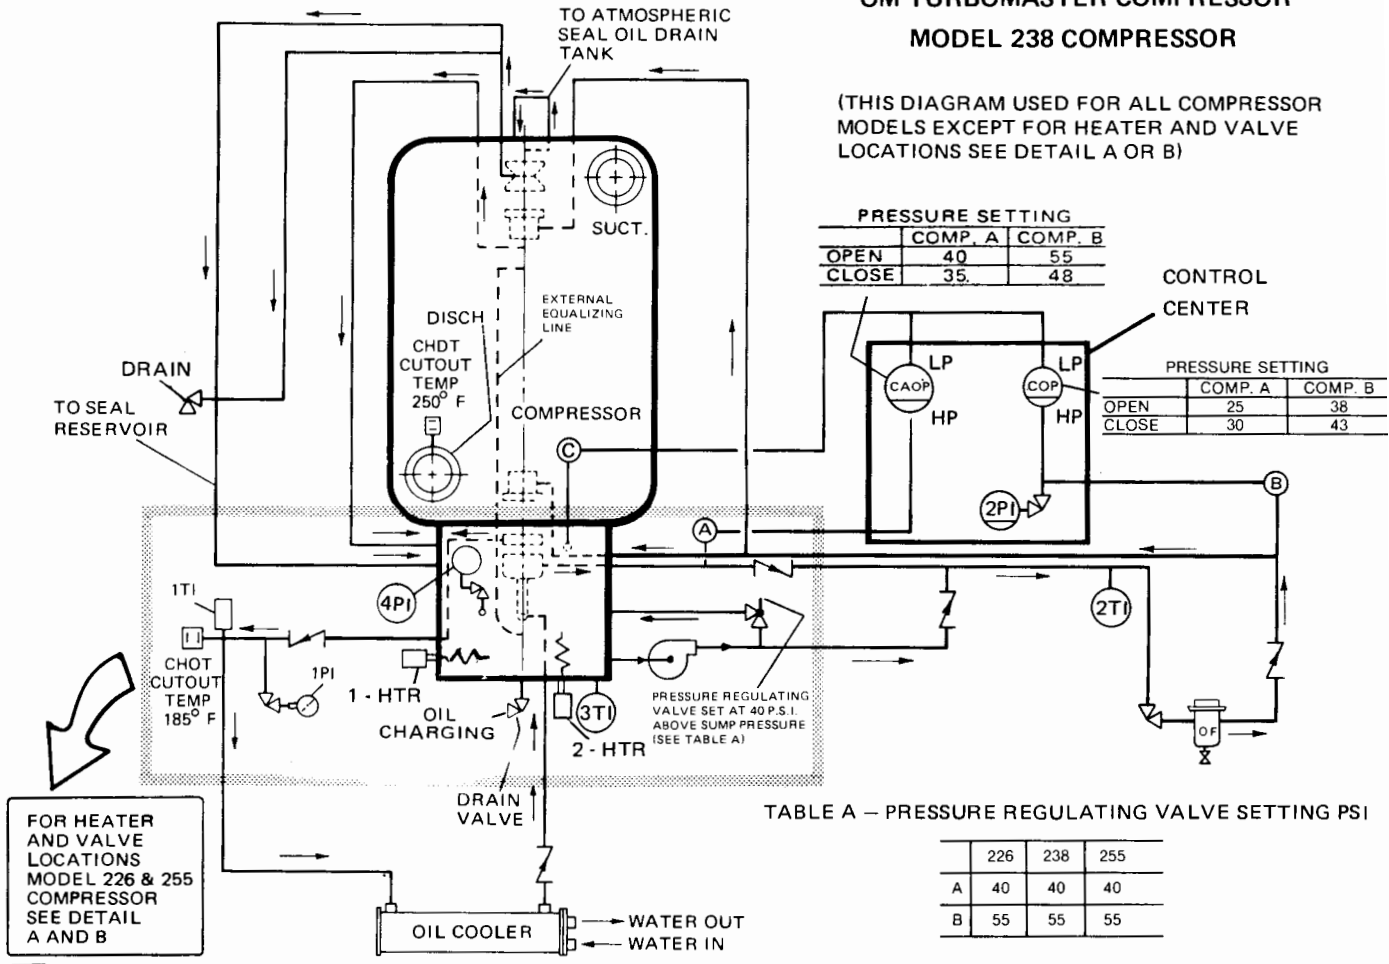 OM TURBOMASTER COMPRESSOR
MODEL 238 COMPRESSOR
(THIS DIAGRAM USED FOR ALL COMPRESSOR
MODELS EXCEPT FOR HEATER AND VALVE
LOCATIONS SEE DETAIL A OR B)
TO ATMOSPHERIC
SEAL OIL DRAIN
TANK
SUCT.
PRESSURE SETTING
COMP. A COMP. B
OPEN 40 55
CLOSE 35. 48
CONTROL
CENTER
PRESSURE SETTING
COMP. A COMP. B
OPEN 25 38
CLOSE 30 43
LP
CAOP
HP
LP
COP
HP
2PI
B
EXTERNAL
EQUALIZING
LINE
DISCH
CHDT
CUTOUT
TEMP
250° F
COMPRESSOR
C
A
DRAIN
TO SEAL
RESERVOIR
1TI
4PI
2TI
CHOT
CUTOUT
TEMP
185° F
1PI
1 - HTR
OIL
CHARGING
3TI
2 - HTR
PRESSURE REGULATING
VALVE SET AT 40 P.S.I.
ABOVE SUMP PRESSURE
(SEE TABLE A)
OF
DRAIN
VALVE
FOR HEATER
AND VALVE
LOCATIONS
MODEL 226 & 255
COMPRESSOR
SEE DETAIL
A AND B
OIL COOLER
WATER OUT
WATER IN
TABLE A – PRESSURE REGULATING VALVE SETTING PSI
226 238 255
A 40 40 40
B 55 55 55